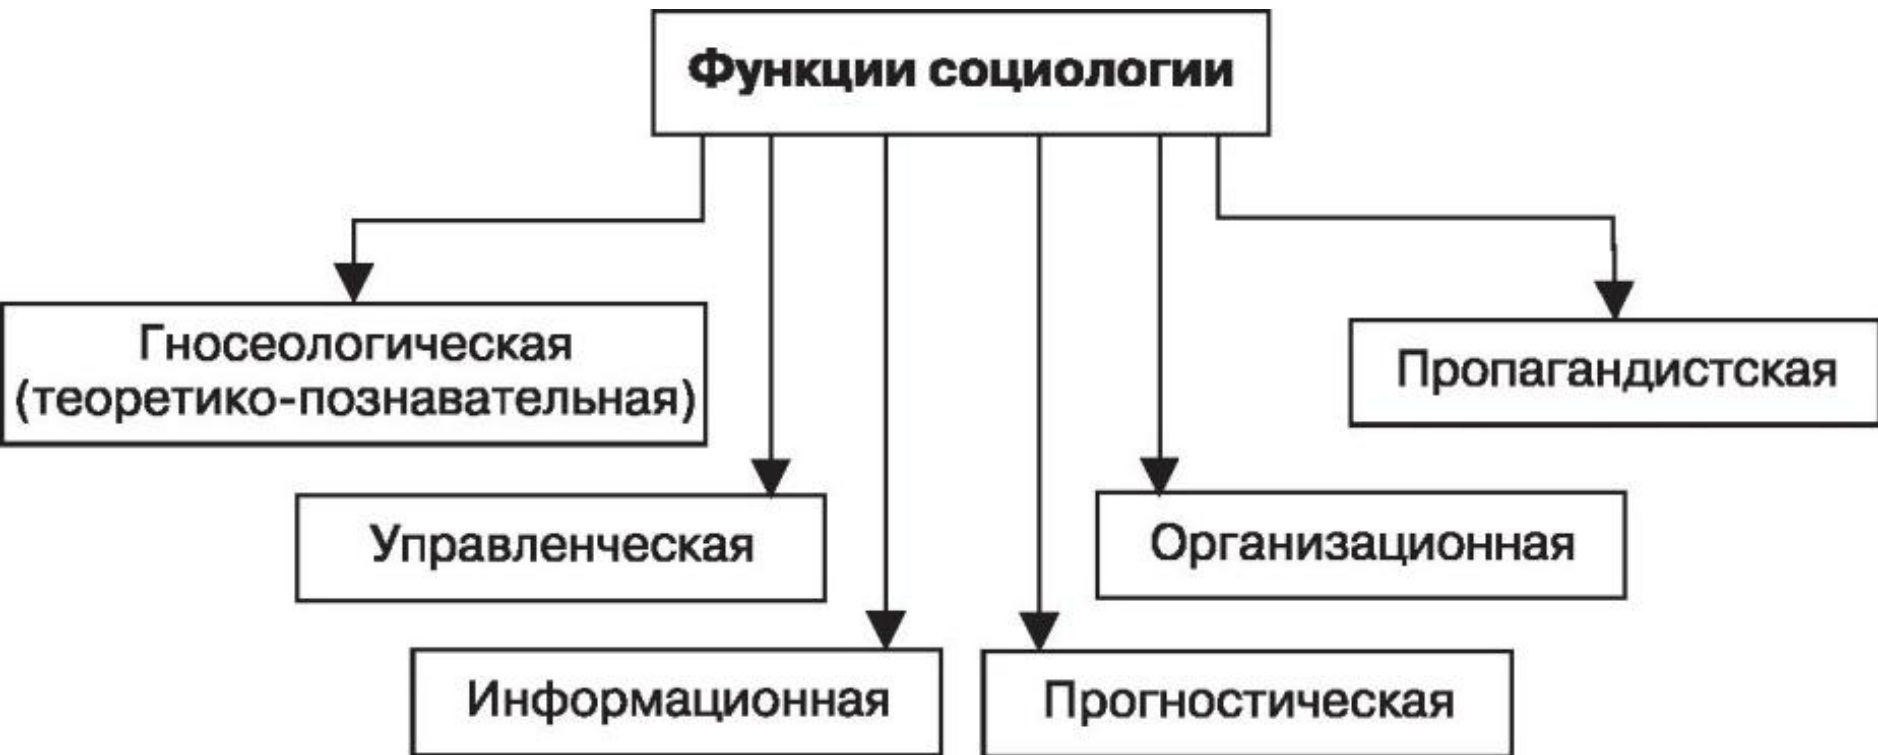 Функции социологии
Гносеологическая
(теоретико-познавательная)
Пропагандистская
Управленческая
Организационная
Информационная
Прогностическая